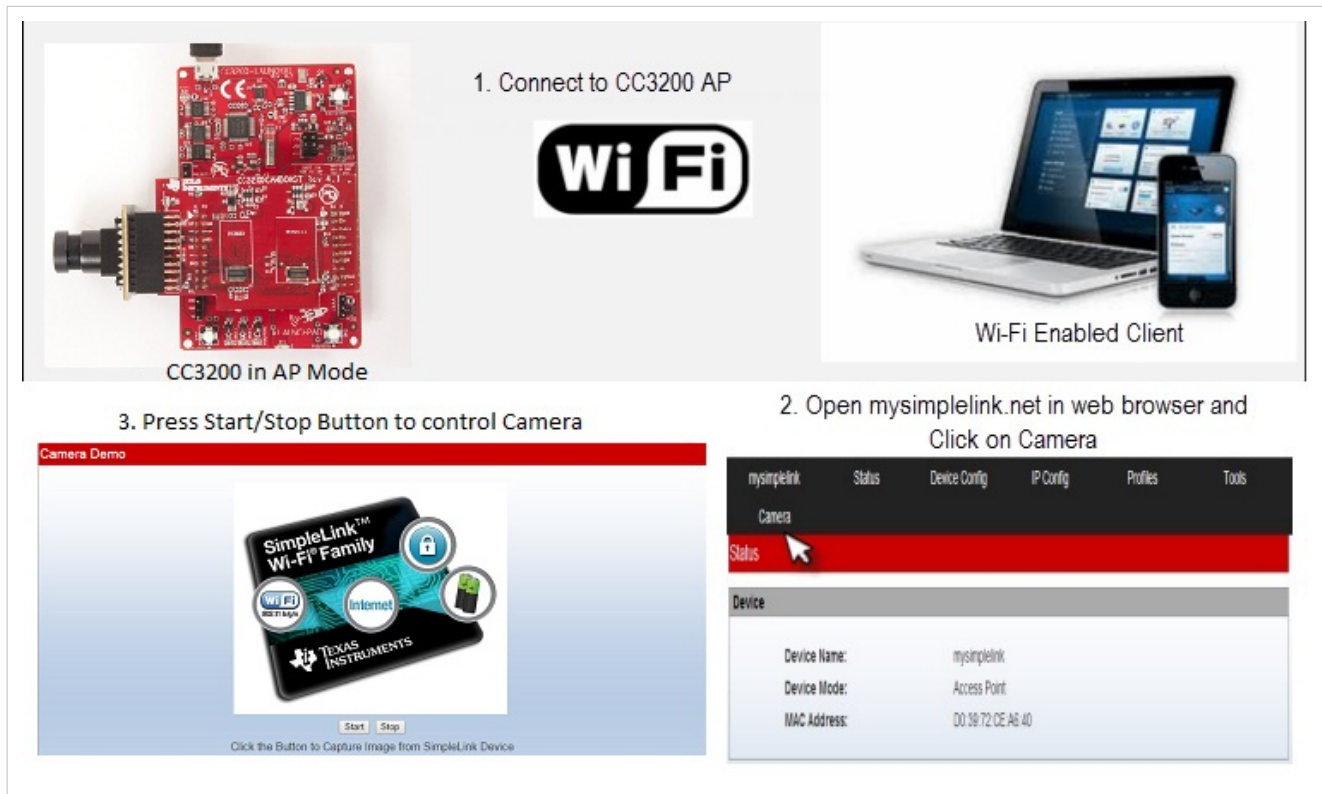 1. Connect to CC3200 AP
Wi Fi
CC3200 in AP Mode
Wi-Fi Enabled Client
3. Press Start/Stop Button to control Camera
Camera Demo
SimpleLink™
Wi-Fi® Family
Wi Fi
Internet
TEXAS
INSTRUMENTS
Start Stop
Click the Button to Capture Image from SimpleLink Device
2. Open mysimplelink.net in web browser and
Click on Camera
mysimplelink Status Device Config IP Config Profiles Tools
Camera
Status
Device
Device Name: mysimplelink
Device Mode: Access Point
MAC Address: D0:39:72:CE:A6:40